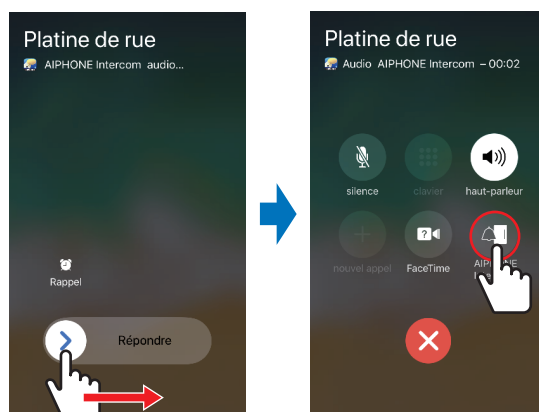 Platine de rue
AIPHONE Intercom audio...
Rappel
Répondre
Platine de rue
Audio AIPHONE Intercom – 00:02
silence
clavier
haut-parleur
nouvel appel
FaceTime